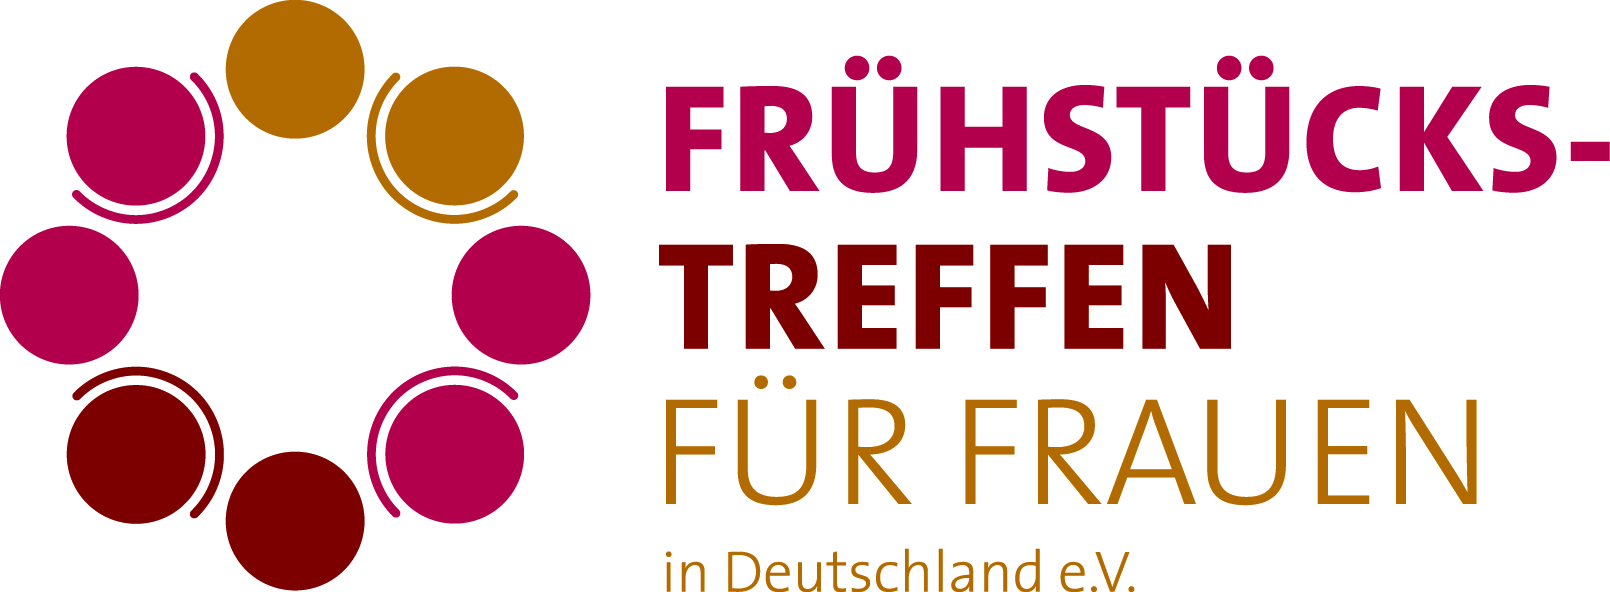 FRÜHSTÜCKS-
TREFFEN
FÜR FRAUEN
in Deutschland e.V.